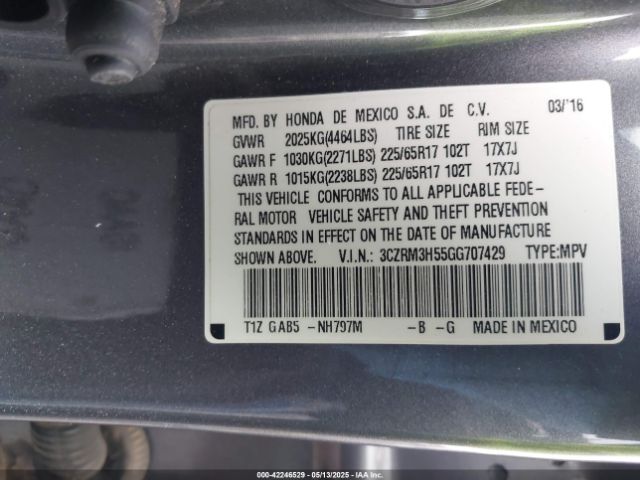 MFD. BY HONDA DE MEXICO S.A. DE C.V. 03/'16
GVWR 2025KG(4464LBS) TIRE SIZE RIM SIZE
GAWR F 1030KG(2271LBS) 225/65R17 102T 17X7J
GAWR R 1015KG(2238LBS) 225/65R17 102T 17X7J
THIS VEHICLE CONFORMS TO ALL APPLICABLE FEDE-
RAL MOTOR VEHICLE SAFETY AND THEFT PREVENTION
STANDARDS IN EFFECT ON THE DATE OF MANUFACTURE
SHOWN ABOVE. V.I.N.: 3CZRM3H55GG707429 TYPE:MPV
T1Z GAB5 -NH797M -B -G MADE IN MEXICO
000-42246529 - 05/13/2025 - IAA Inc.